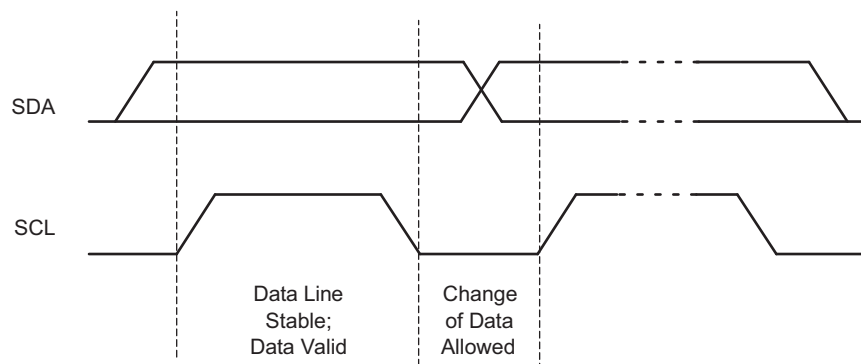 SDA
SCL
Data Line
Stable;
Data Valid
Change
of Data
Allowed